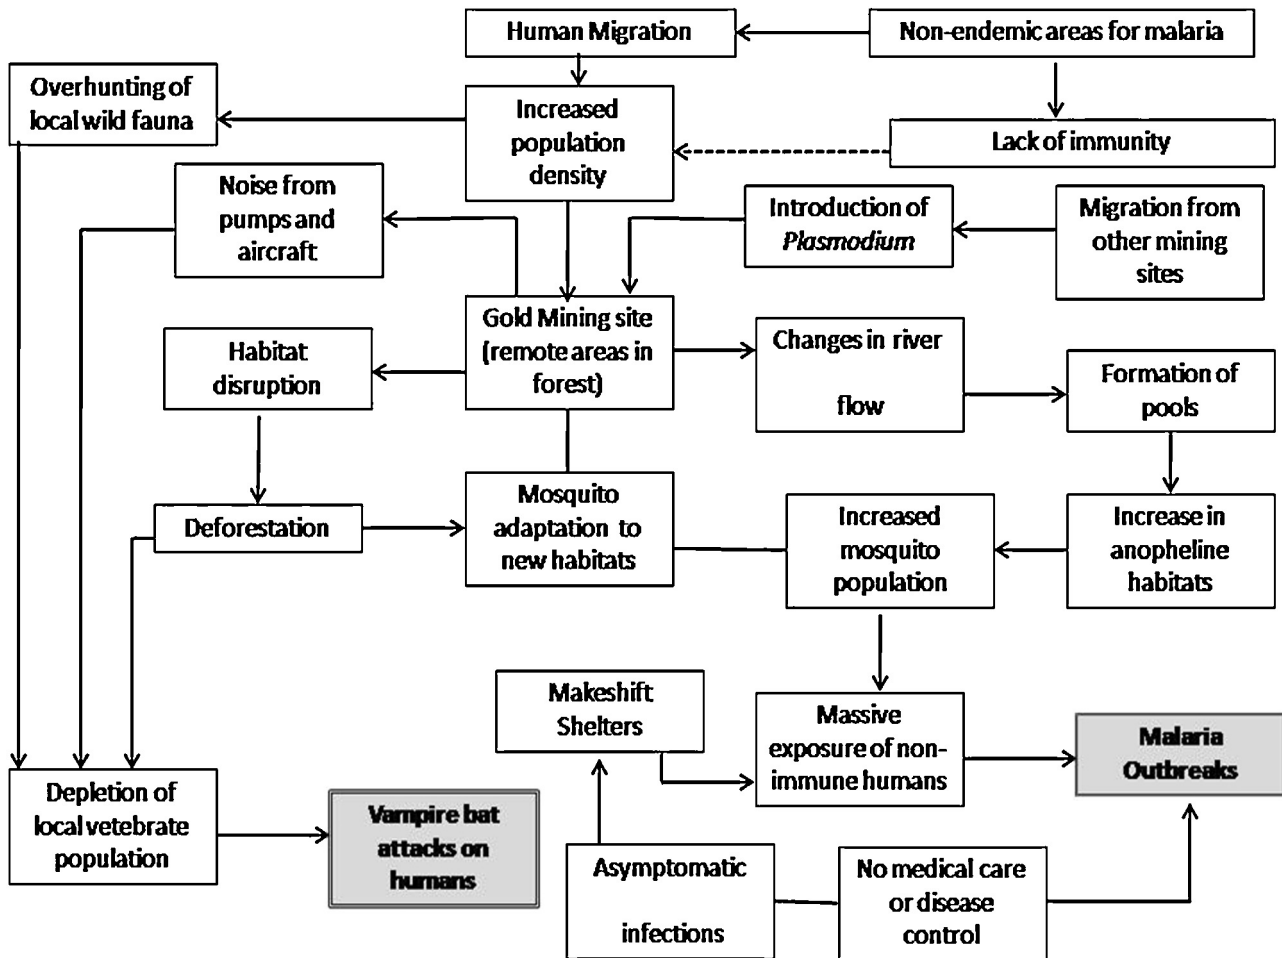 Human Migration
Non-endemic areas for malaria
Overhunting of
local wild fauna
Increased
population
density
Lack of immunity
Noise from
pumps and
aircraft
Introduction of
Plasmodium
Migration from
other mining
sites
Gold Mining site
(remote areas in
forest)
Changes in river
flow
Habitat
disruption
Formation of
pools
Deforestation
Mosquito
adaptation to
new habitats
Increased
mosquito
population
Increase in
anopheline
habitats
Makeshift
Shelters
Massive
exposure of non-
immune humans
Malaria
Outbreaks
Depletion of
local vetebrate
population
Vampire bat
attacks on
humans
Asymptomatic
infections
No medical care
or disease
control